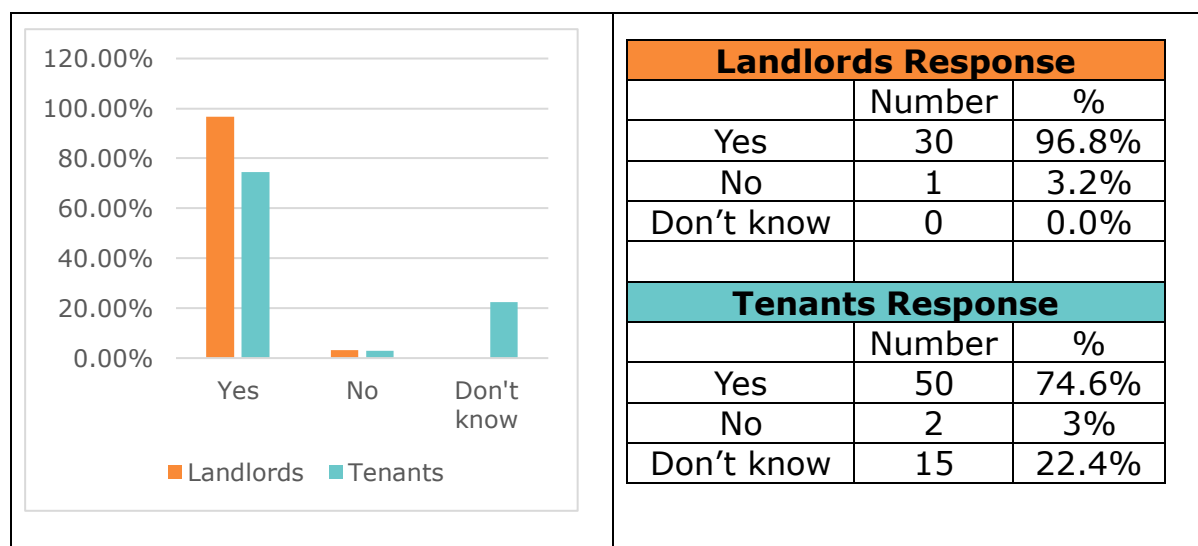 120.00%
100.00%
80.00%
60.00%
40.00%
20.00%
0.00%
Yes No Don't
know
Landlords Tenants
Landlords Response
Number %
Yes 30 96.8%
No 1 3.2%
Don’t know 0 0.0%
Tenants Response
Number %
Yes 50 74.6%
No 2 3%
Don’t know 15 22.4%